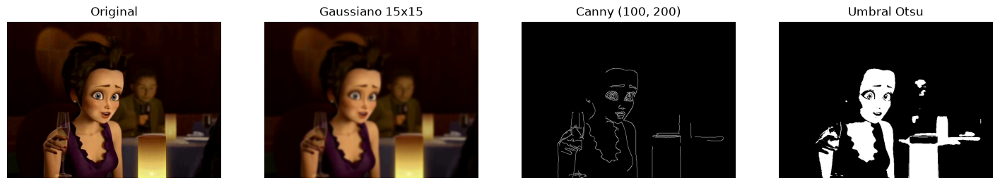 Original
Gaussiano 15x15
Canny (100, 200)
Umbral Otsu